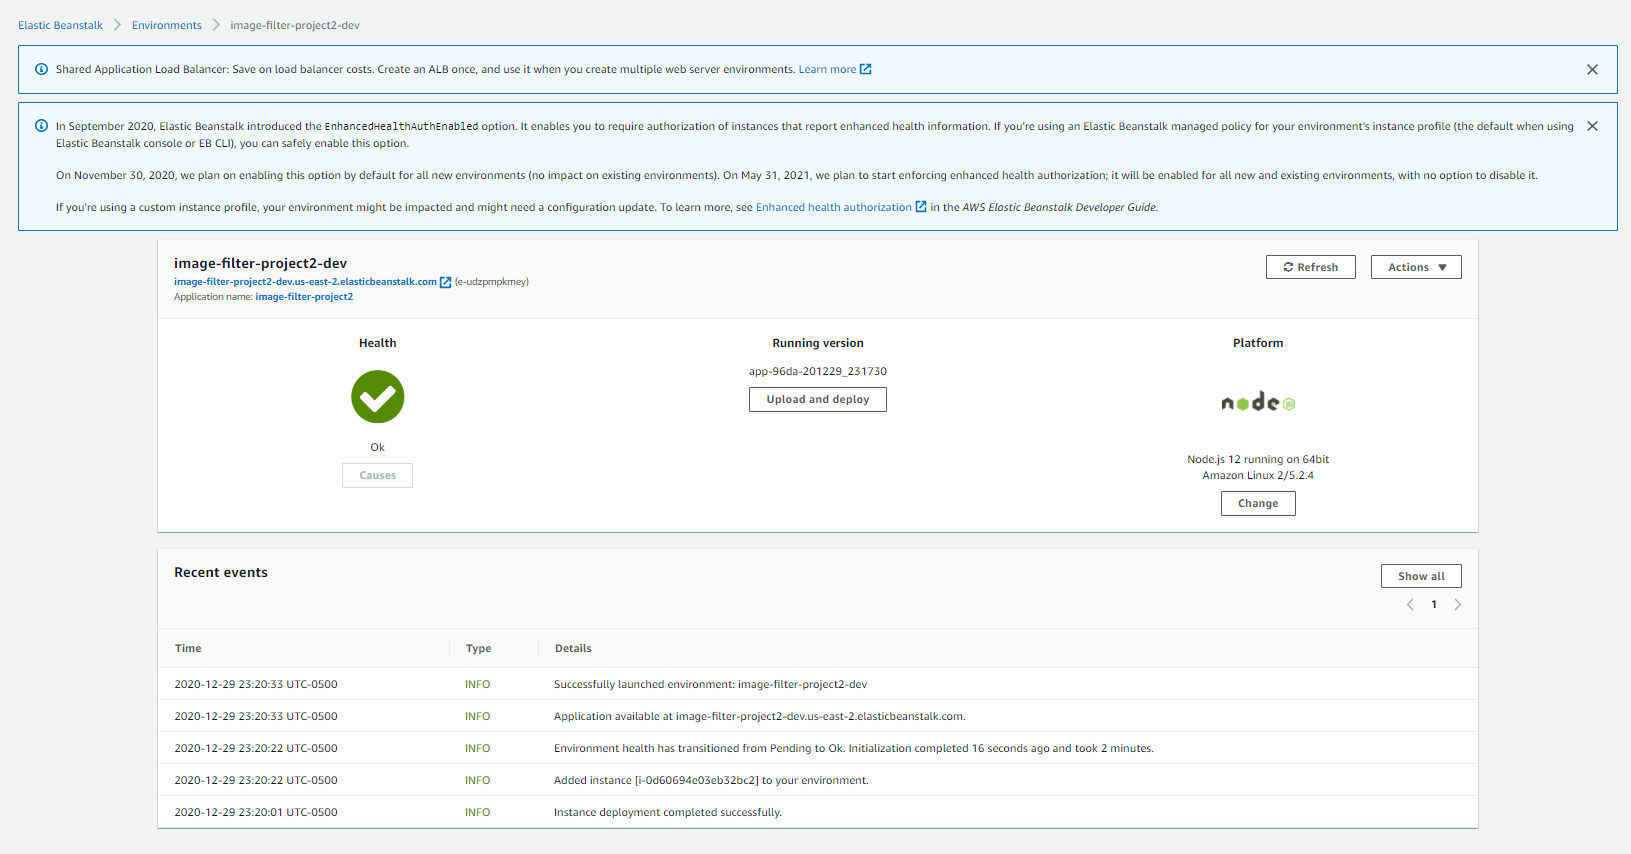 Elastic Beanstalk > Environments > image-filter-project2-dev
Shared Application Load Balancer: Save on load balancer costs. Create an ALB once, and use it when you create multiple web server environments. Learn more
In September 2020, Elastic Beanstalk introduced the EnhancedHealthAuthEnabled option. It enables you to require authorization of instances that report enhanced health information. If you're using an Elastic Beanstalk managed policy for your environment's instance profile (the default when using
Elastic Beanstalk console or EB CLI), you can safely enable this option.
On November 30, 2020, we plan on enabling this option by default for all new environments (no impact on existing environments). On May 31, 2021, we plan to start enforcing enhanced health authorization; it will be enabled for all new and existing environments, with no option to disable it.
If you're using a custom instance profile, your environment might be impacted and might need a configuration update. To learn more, see Enhanced health authorization in the AWS Elastic Beanstalk Developer Guide.
image-filter-project2-dev
image-filter-project2-dev.us-east-2.elasticbeanstalk.com (e-udzpmpkmey)
Application name: image-filter-project2
Refresh
Actions
Health
Ok
Causes
Running version
app-96da-201229_231730
Upload and deploy
Platform
node JS
Node.js 12 running on 64bit
Amazon Linux 2/5.2.4
Change
Recent events
Show all
1
Time Type Details
2020-12-29 23:20:33 UTC-0500 INFO Successfully launched environment: image-filter-project2-dev
2020-12-29 23:20:33 UTC-0500 INFO Application available at image-filter-project2-dev.us-east-2.elasticbeanstalk.com.
2020-12-29 23:20:22 UTC-0500 INFO Environment health has transitioned from Pending to Ok. Initialization completed 16 seconds ago and took 2 minutes.
2020-12-29 23:20:22 UTC-0500 INFO Added instance [i-0d60694e03eb32bc2] to your environment.
2020-12-29 23:20:01 UTC-0500 INFO Instance deployment completed successfully.